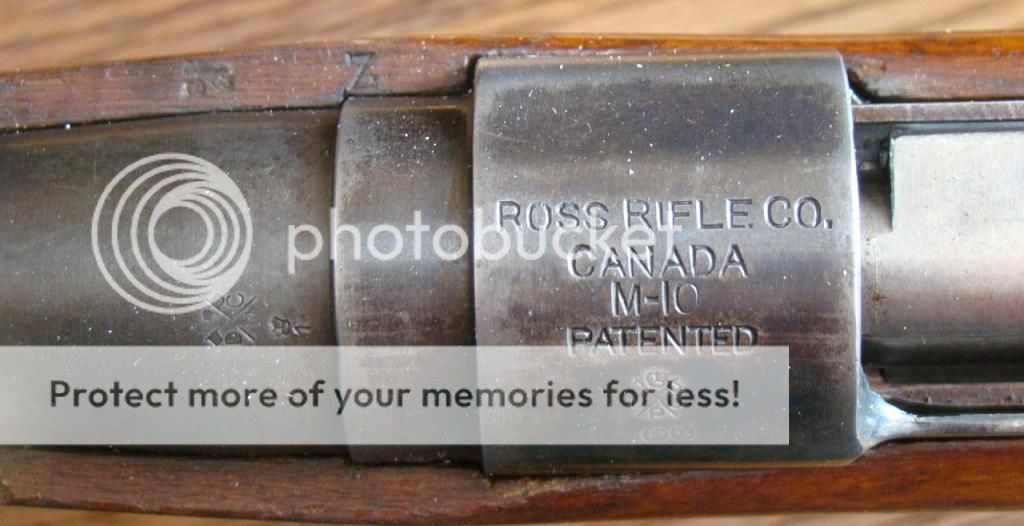 Z
ROSS RIFLE CO.
CANADA
M-10
PATENTED
photobucket
Protect more of your memories for less!